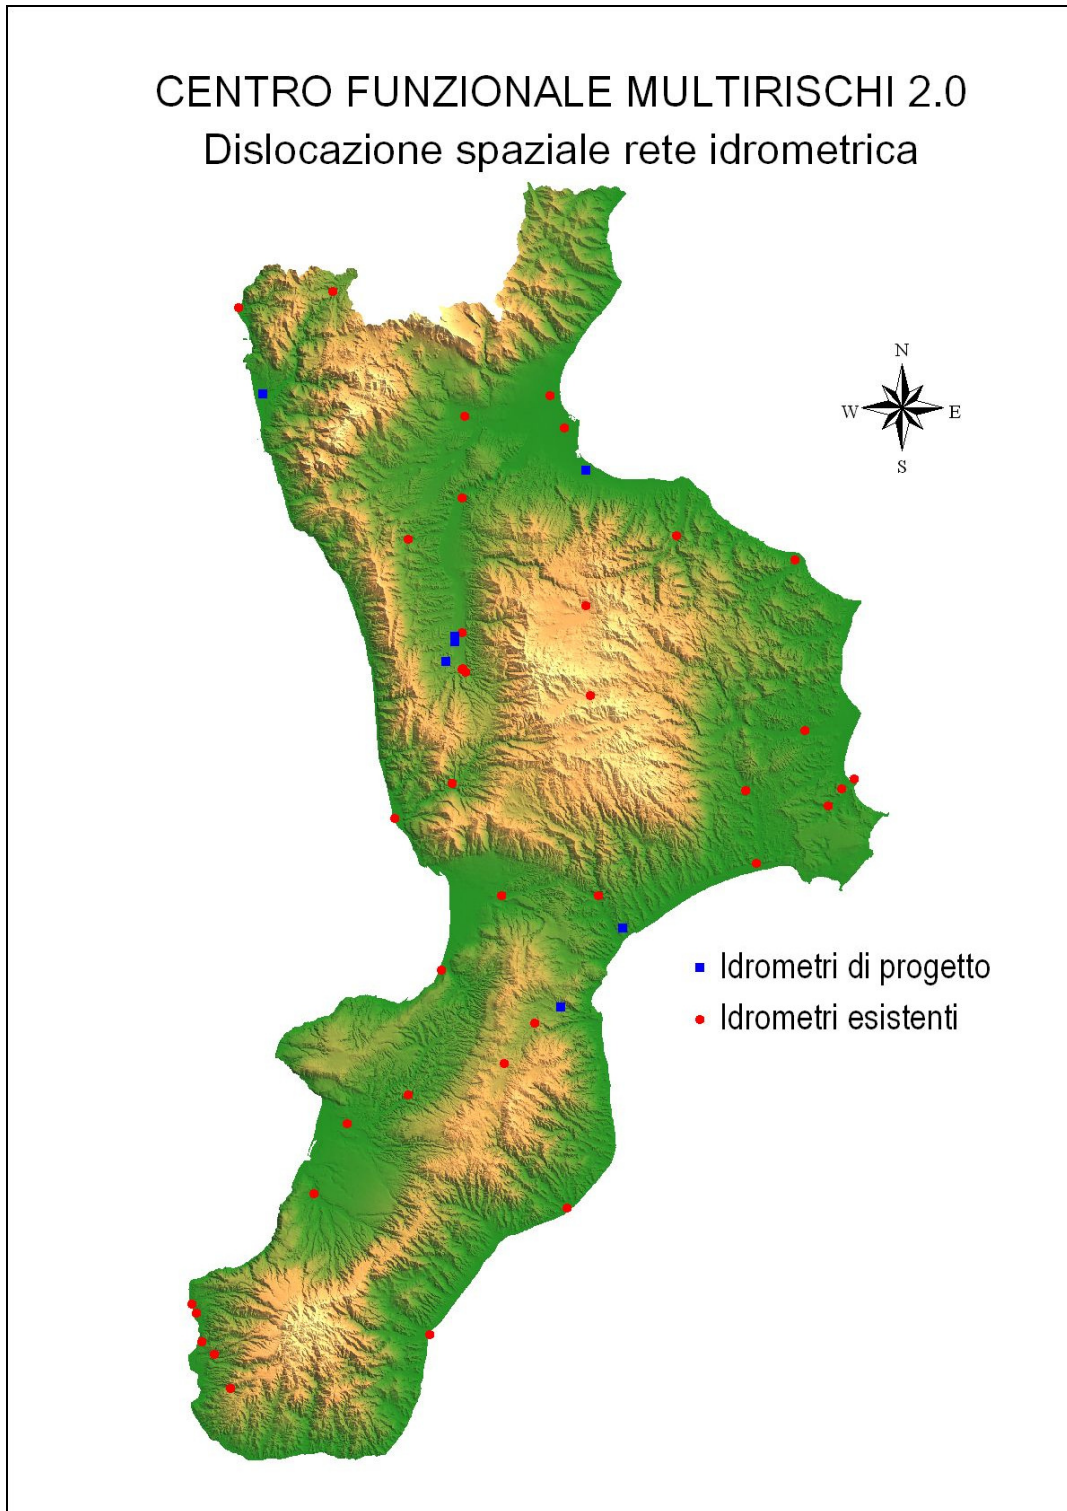 CENTRO FUNZIONALE MULTIRISCHI 2.0
Dislocazione spaziale rete idrometrica
N
W E
S
Idrometri di progetto
Idrometri esistenti